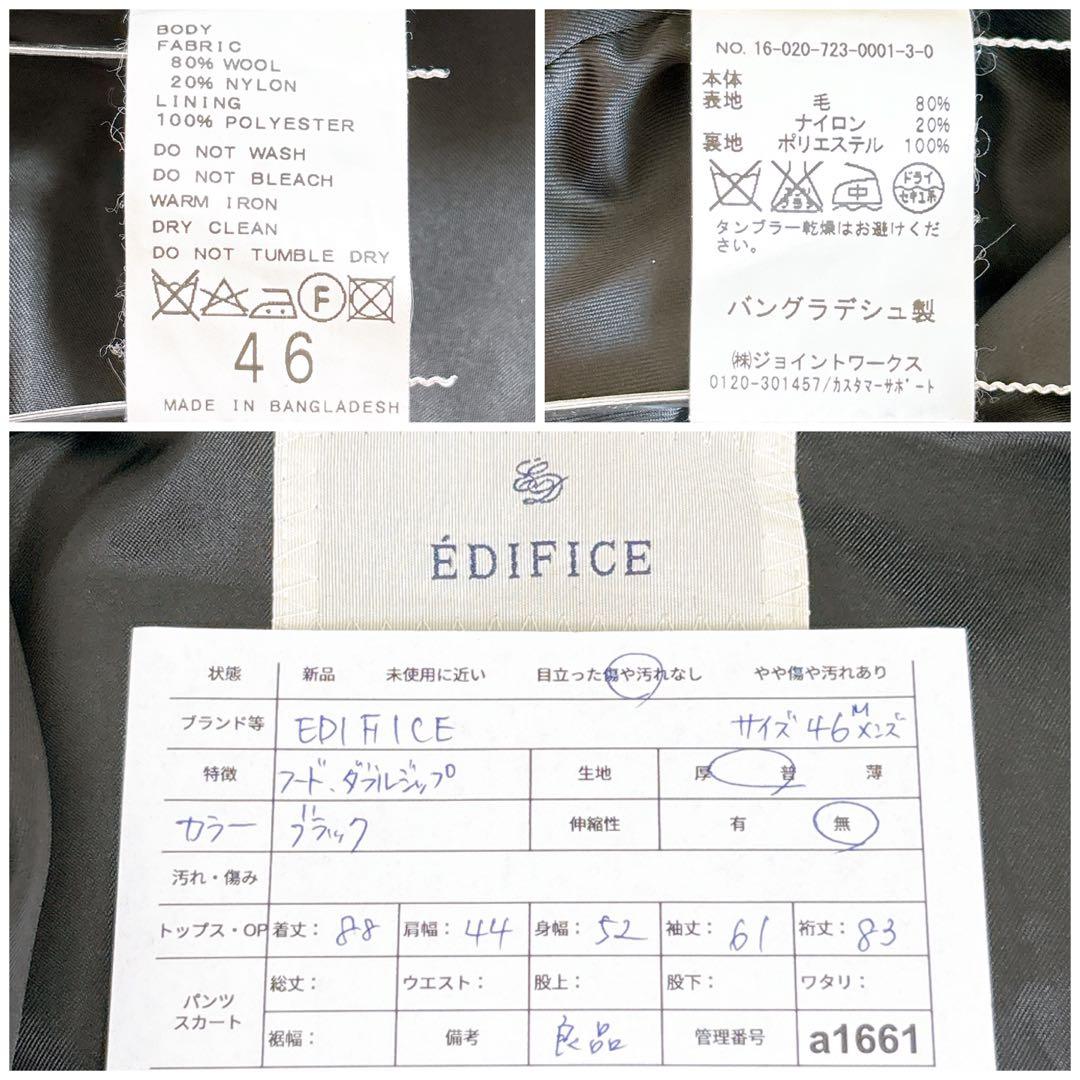 BODY
FABRIC
80% WOOL
20% NYLON
LINING
100% POLYESTER
DO NOT WASH
DO NOT BLEACH
WARM IRON
DRY CLEAN
DO NOT TUMBLE DRY
F
46
MADE IN BANGLADESH
NO. 16-020-723-0001-3-0
本体
表地 毛 80%
ナイロン 20%
裏地 ポリエステル 100%
中 ドライ セキユ系
タンブラー乾燥はお避けくだ
さい。
バングラデシュ製
㈱ジョイントワークス
0120-301457/カスタマーサポート
ÉDIFICE
状態 新品 未使用に近い 目立った傷や汚れなし やや傷や汚れあり
ブランド等 EDIFICE サイズ 46 M メンズ
特徴 フード、ダブルジップ 生地 厚 普 薄
カラー ブラック 伸縮性 有 無
汚れ・傷み
トップス・OP 着丈: 88 肩幅: 44 身幅: 52 袖丈: 61 裄丈: 83
パンツ スカート 総丈: ウエスト: 股上: 股下: ワタリ:
裾幅: 備考 良品 管理番号 a1661